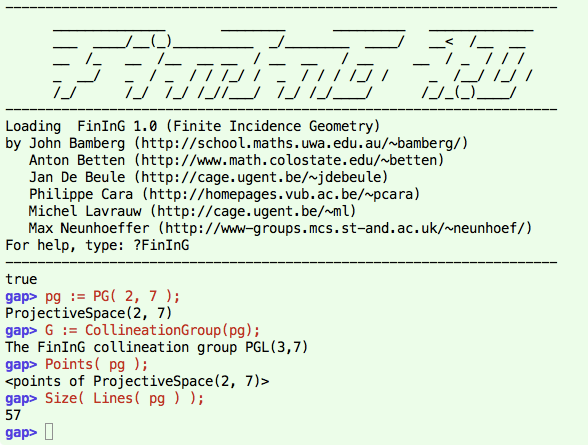 Loading  FinInG 1.0 (Finite Incidence Geometry)
by John Bamberg (http://school.maths.uwa.edu.au/~bamberg/)
   Anton Betten (http://www.math.colostate.edu/~betten)
   Jan De Beule (http://cage.ugent.be/~jdebeule)
   Philippe Cara (http://homepages.vub.ac.be/~pcara)
   Michel Lavrauw (http://cage.ugent.be/~ml)
   Max Neunhoeffer (http://www-groups.mcs.st-and.ac.uk/~neunhoef/)
For help, type: ?FinInG
true
gap> pg := PG( 2, 7 );
ProjectiveSpace(2, 7)
gap> G := CollineationGroup(pg);
The FinInG collineation group PGL(3,7)
gap> Points( pg );
<points of ProjectiveSpace(2, 7)>
gap> Size( Lines( pg ) );
57
gap>